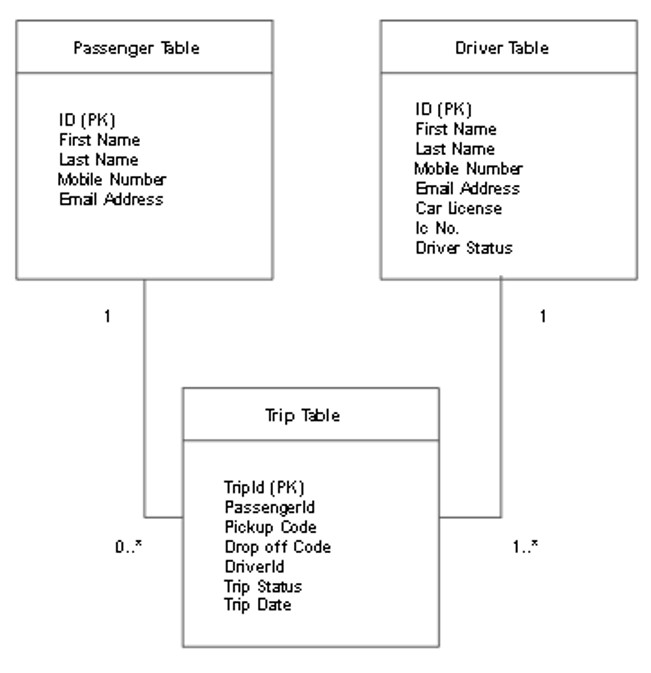 Passenger Table
ID (PK)
First Name
Last Name
Mobile Number
Email Address
Driver Table
ID (PK)
First Name
Last Name
Mobile Number
Email Address
Car License
Ic No.
Driver Status
1
1
Trip Table
TripId (PK)
PassengerId
Pickup Code
Drop off Code
DriverId
Trip Status
Trip Date
0..*
1..*